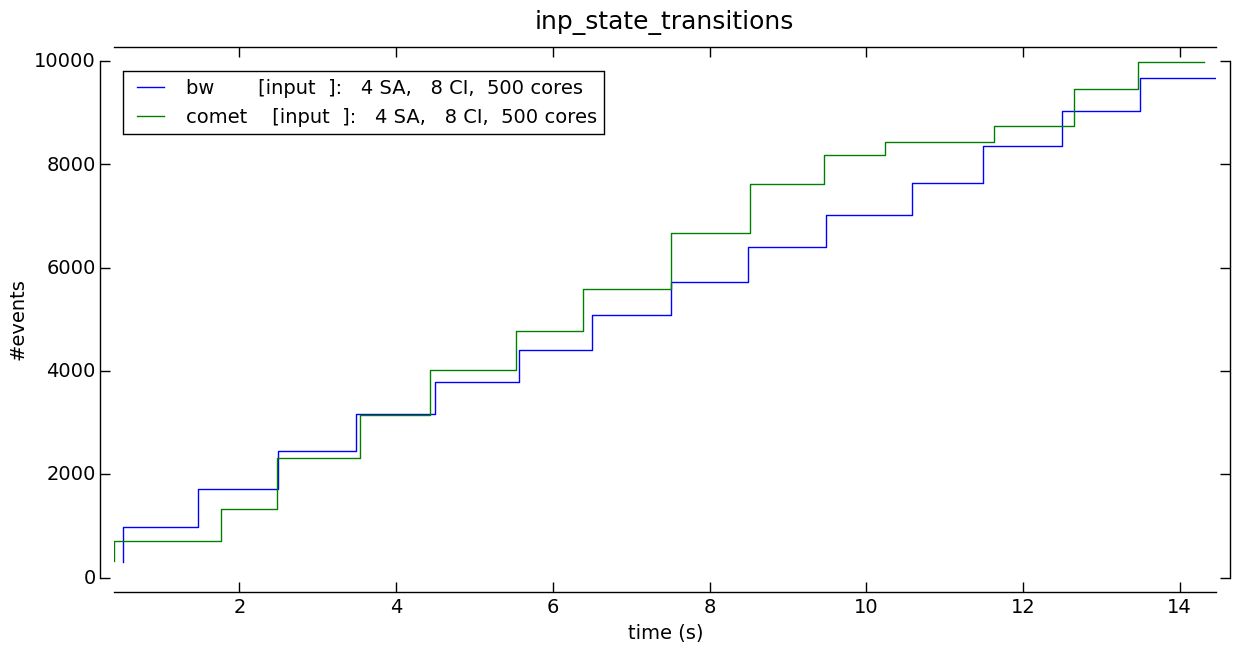 inp_state_transitions
10000
8000
6000
4000
2000
0
#events
bw [input ]: 4 SA, 8 CI, 500 cores
comet [input ]: 4 SA, 8 CI, 500 cores
2 4 6 8 10 12 14
time (s)